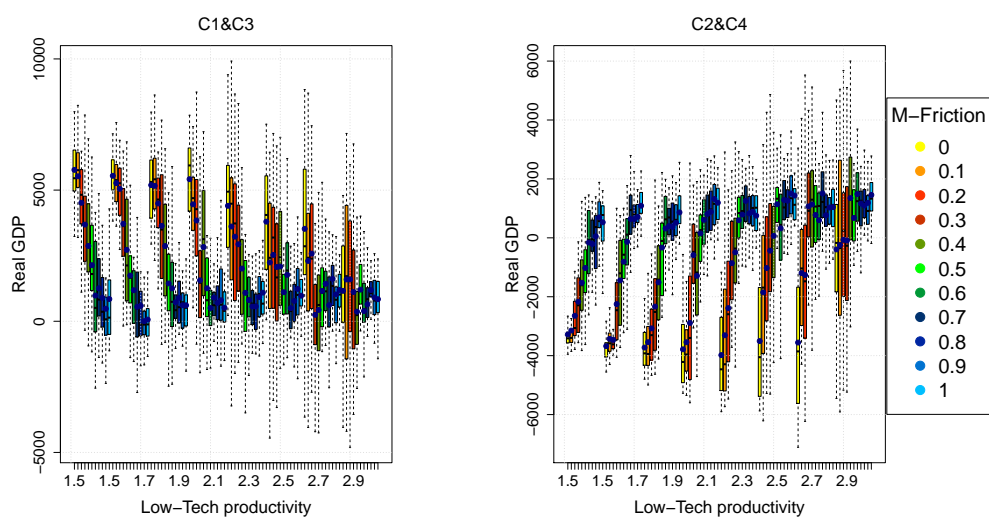 C1&C3
Real GDP
10000
5000
0
−5000
1.5 1.5 1.7 1.9 2.1 2.3 2.5 2.7 2.9
Low−Tech productivity
C2&C4
Real GDP
6000
4000
2000
0
−2000
−4000
−6000
1.5 1.5 1.7 1.9 2.1 2.3 2.5 2.7 2.9
Low−Tech productivity
M−Friction
0
0.1
0.2
0.3
0.4
0.5
0.6
0.7
0.8
0.9
1